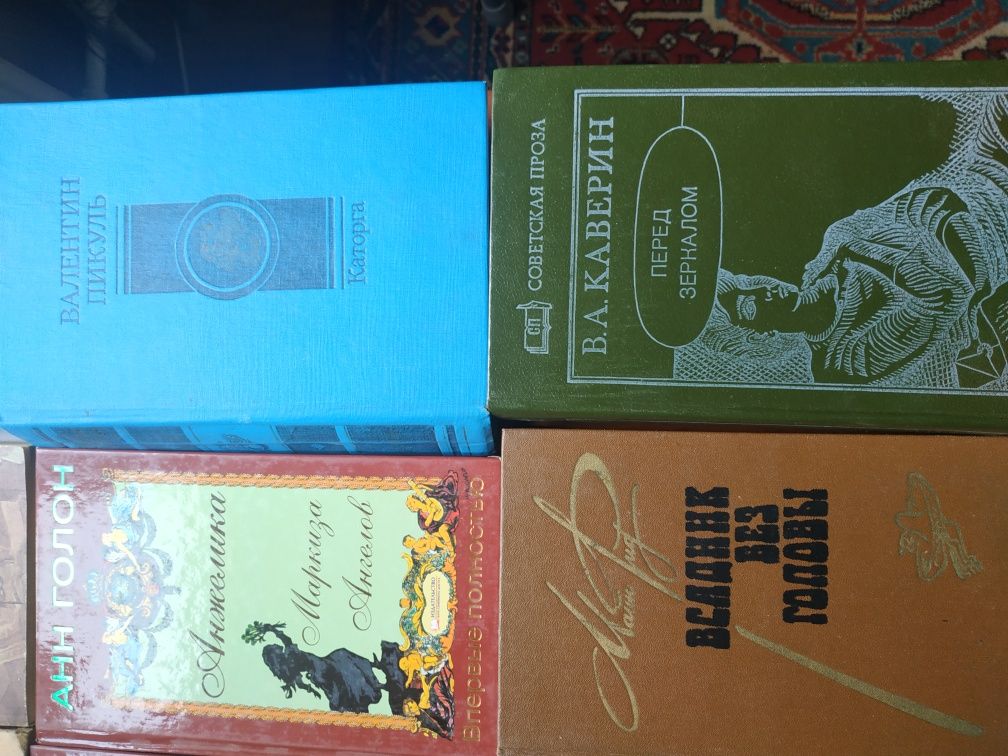 ВАЛЕНТИН
ПИКУЛЬ
Каторга
СП
СОВЕТСКАЯ ПРОЗА
В.А. КАВЕРИН
ПЕРЕД
ЗЕРКАЛОМ
АНН ГОЛОН
Анжелика
Маркиза
Ангелов
Впервые полностью
Майн Рид
ВСАДНИК
БЕЗ
ГОЛОВЫ